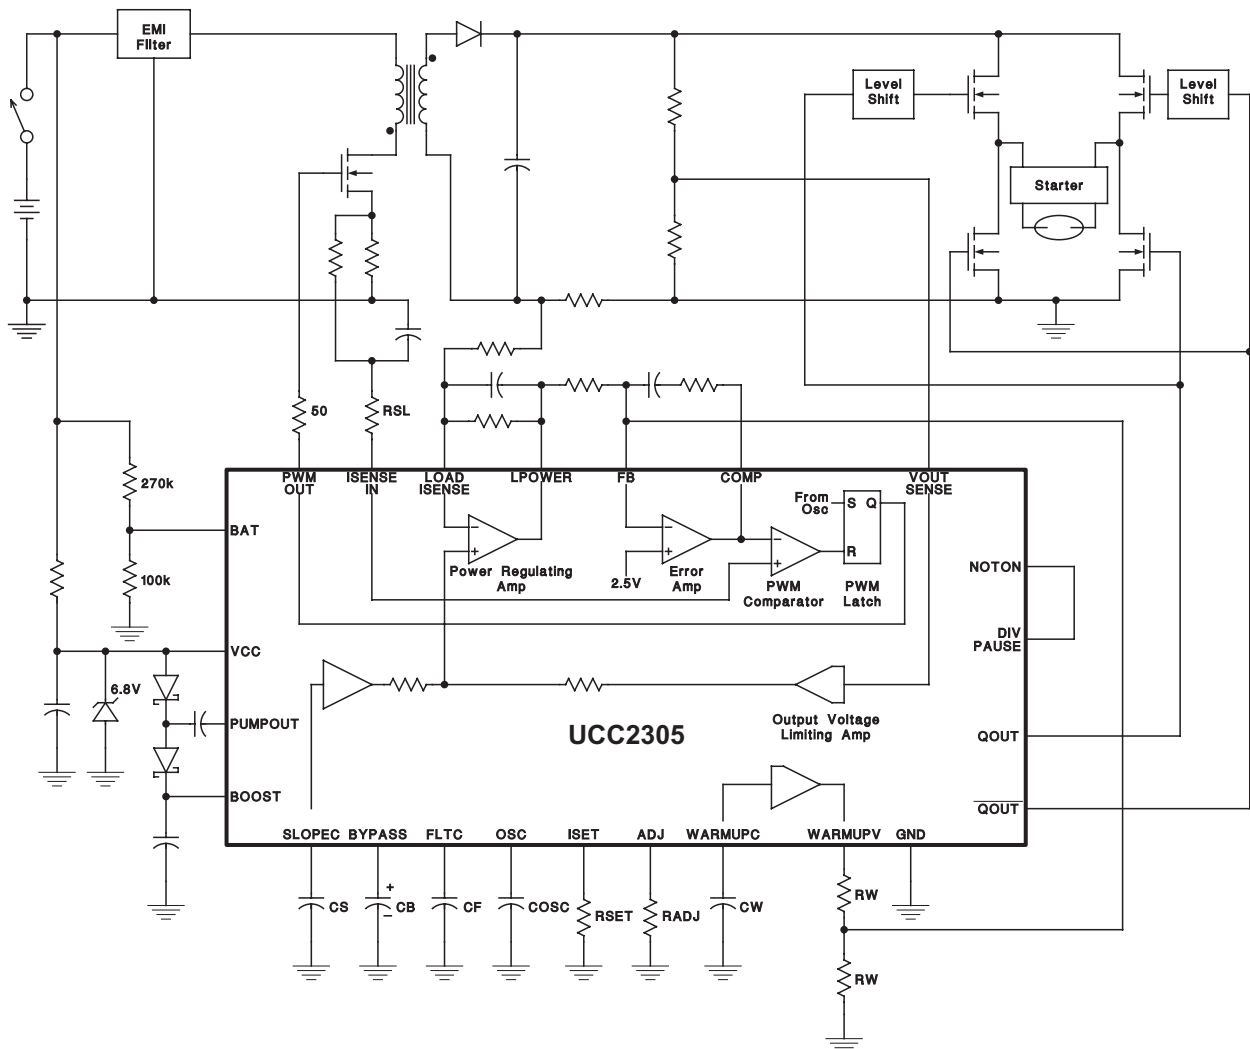 EMI
Filter
Level
Shift
Level
Shift
Starter
50
RSL
270k
100k
PWM
OUT
ISENSE
IN
LOAD
ISENSE
LPOWER
FB
COMP
VOUT
SENSE
From
Osc
S Q
R
BAT
Power Regulating
Amp
2.5V
Error
Amp
PWM
Comparator
PWM
Latch
NOTON
DIV
PAUSE
VCC
6.8V
PUMPOUT
UCC2305
Output Voltage
Limiting Amp
QOUT
BOOST
QOUT
SLOPEC
BYPASS
FLTC
OSC
ISET
ADJ
WARMUPC
WARMUPV
GND
CS
+
CB
–
CF
COSC
RSET
RADJ
CW
RW
RW